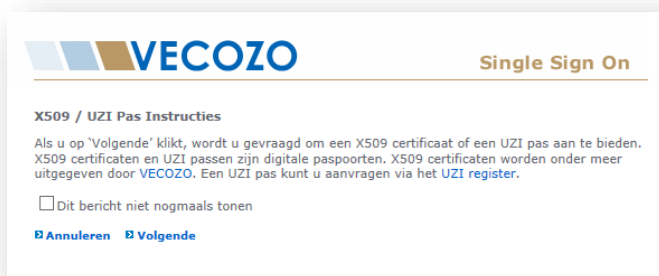 VECOZO
Single Sign On
X509 / UZI Pas Instructies
Als u op 'Volgende' klikt, wordt u gevraagd om een X509 certificaat of een UZI pas aan te bieden.
X509 certificaten en UZI passen zijn digitale paspoorten. X509 certificaten worden onder meer
uitgegeven door VECOZO. Een UZI pas kunt u aanvragen via het UZI register.
Dit bericht niet nogmaals tonen
Annuleren Volgende